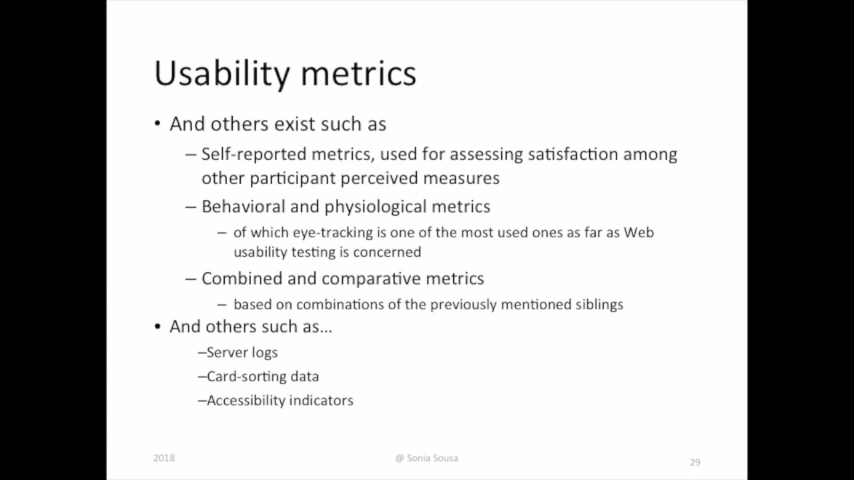 Usability metrics
• And others exist such as
– Self-reported metrics, used for assessing satisfaction among
other participant perceived measures
– Behavioral and physiological metrics
– of which eye-tracking is one of the most used ones as far as Web
usability testing is concerned
– Combined and comparative metrics
– based on combinations of the previously mentioned siblings
• And others such as…
–Server logs
–Card-sorting data
–Accessibility indicators
2018 @ Sonia Sousa 29